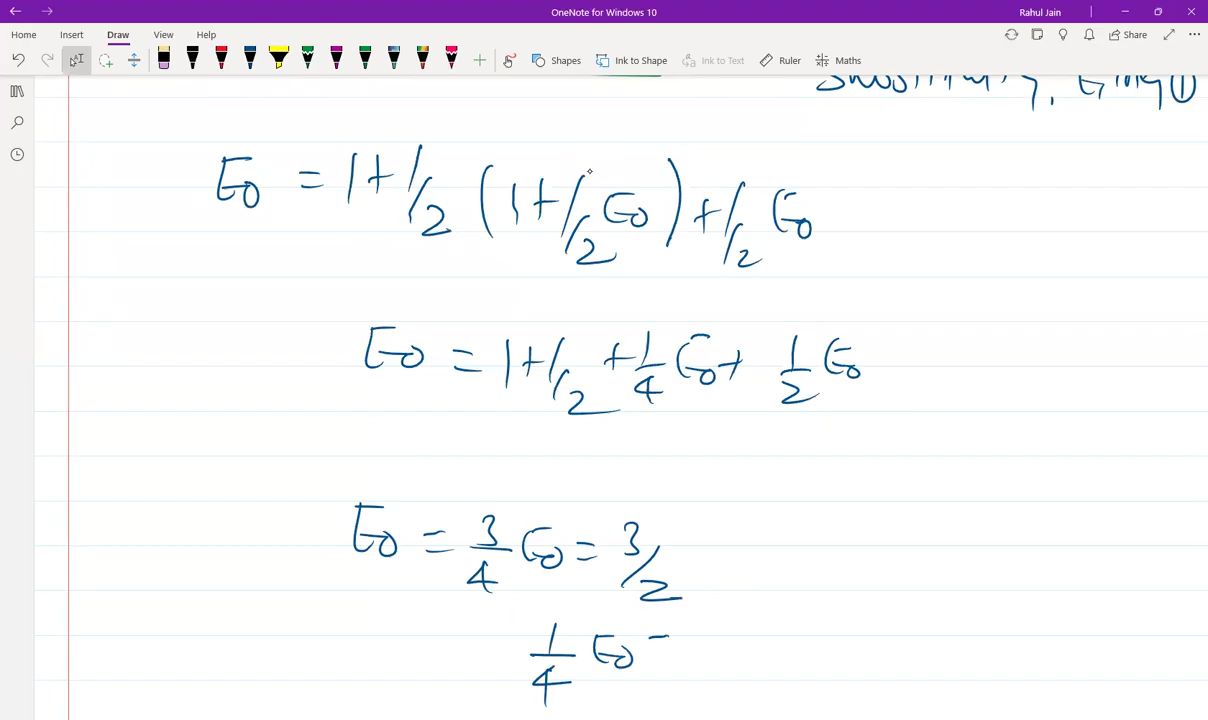 OneNote for Windows 10
Rahul Jain
Home Insert Draw View Help
Share
Shapes Ink to Shape Ink to Text Ruler Maths
E0 = 1 + 1/2 (1 + 1/2 E0) + 1/2 E0
E0 = 1 + 1/2 + 1/4 E0 + 1/2 E0
E0 = 3/4 E0 = 3/2
1/4 E0 -